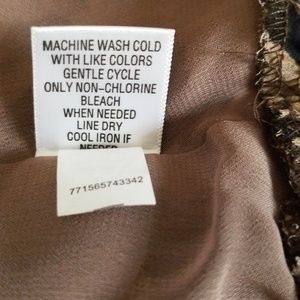 MACHINE WASH COLD
WITH LIKE COLORS
GENTLE CYCLE
ONLY NON-CHLORINE
BLEACH
WHEN NEEDED
LINE DRY
COOL IRON IF
NEEDED
771565743342